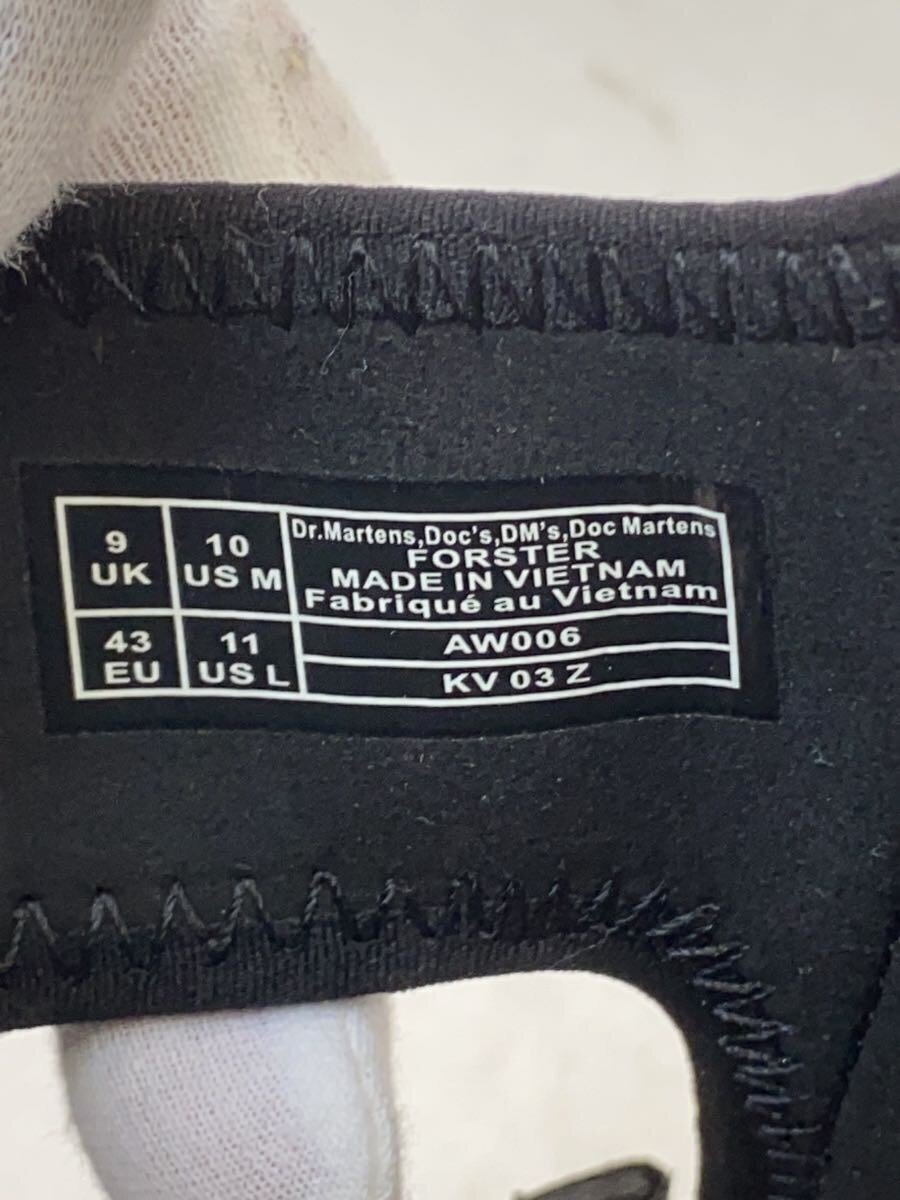 9
UK
10
US M
43
EU
11
US L
Dr.Martens,Doc's,DM's,Doc Martens
FORSTER
MADE IN VIETNAM
Fabriqué au Vietnam
AW006
KV 03 Z